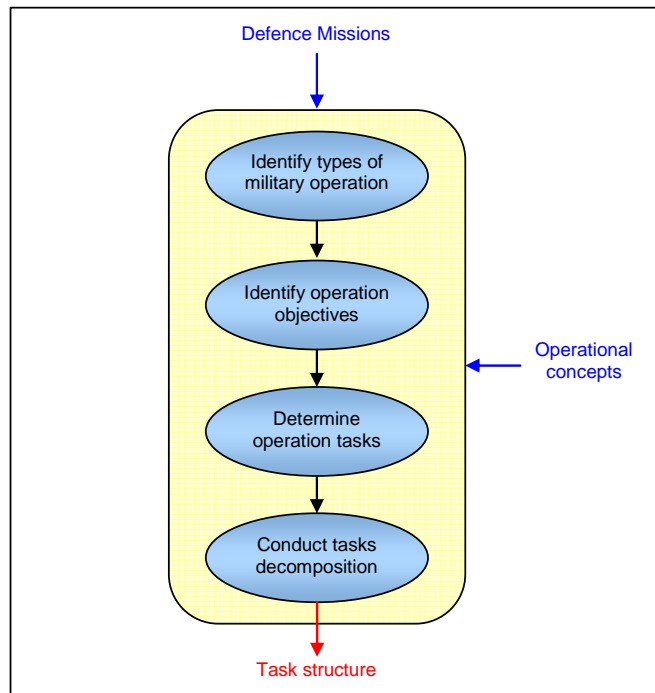 Defence Missions
Identify types of
military operation
Identify operation
objectives
Operational
concepts
Determine
operation tasks
Conduct tasks
decomposition
Task structure